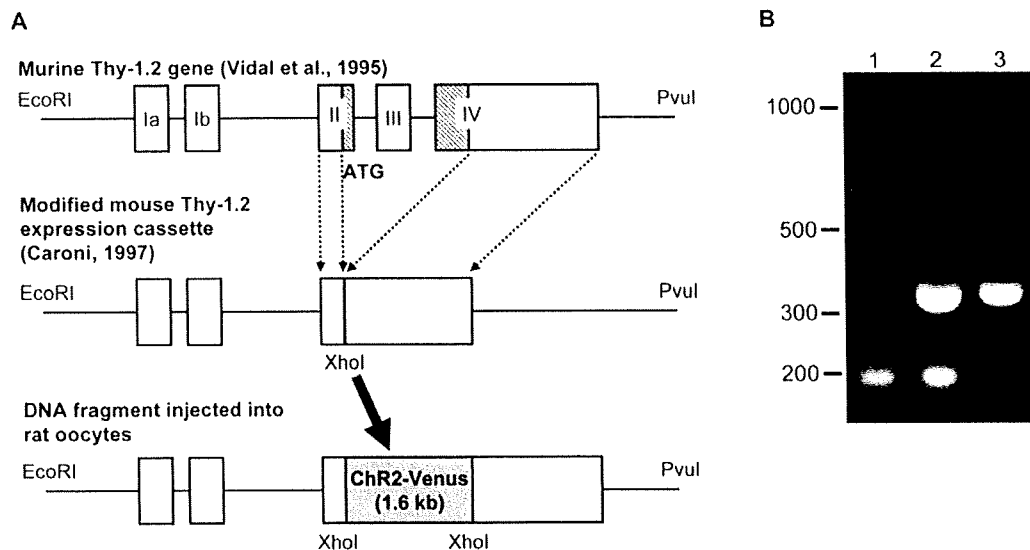 A
Murine Thy-1.2 gene (Vidal et al., 1995)
EcoRI
Ia
Ib
II
III
IV
PvuI
ATG
Modified mouse Thy-1.2
expression cassette
(Caroni, 1997)
EcoRI
PvuI
XhoI
DNA fragment injected into
rat oocytes
EcoRI
ChR2-Venus
(1.6 kb)
PvuI
XhoI
XhoI
B
1 2 3
1000
500
300
200